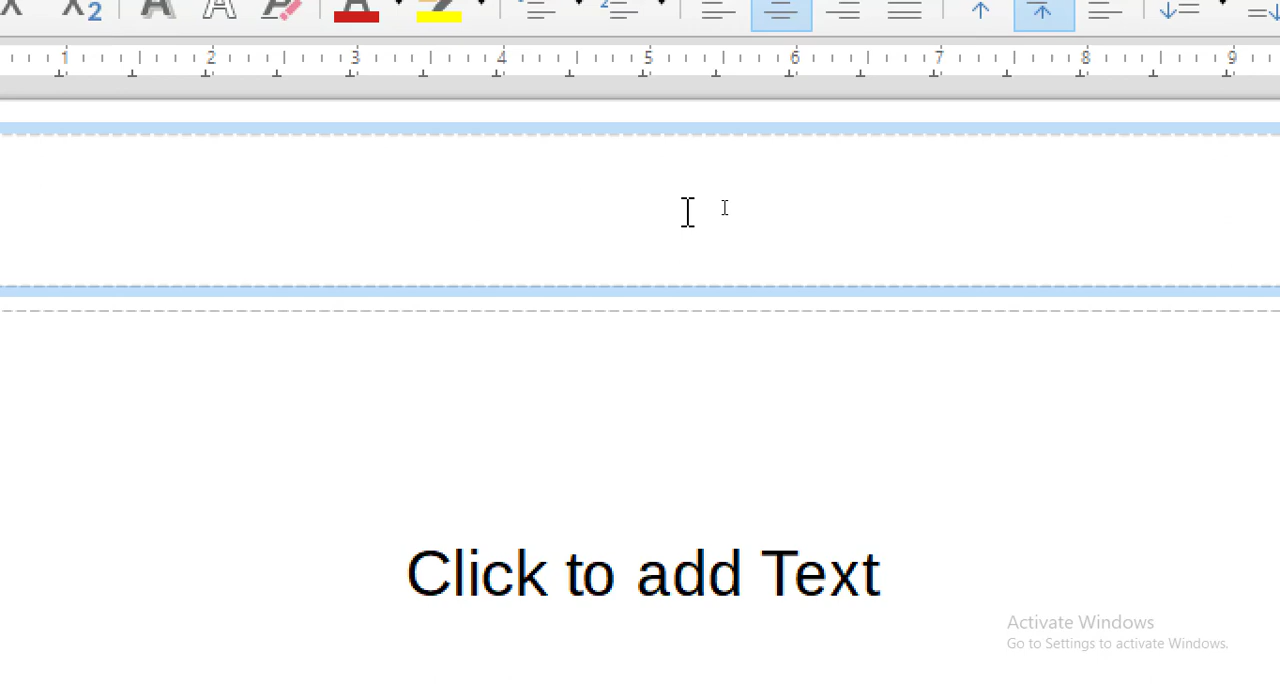 X X2 A A A A
1 2 3 4 5 6 7 8 9
Click to add Text
Activate Windows
Go to Settings to activate Windows.